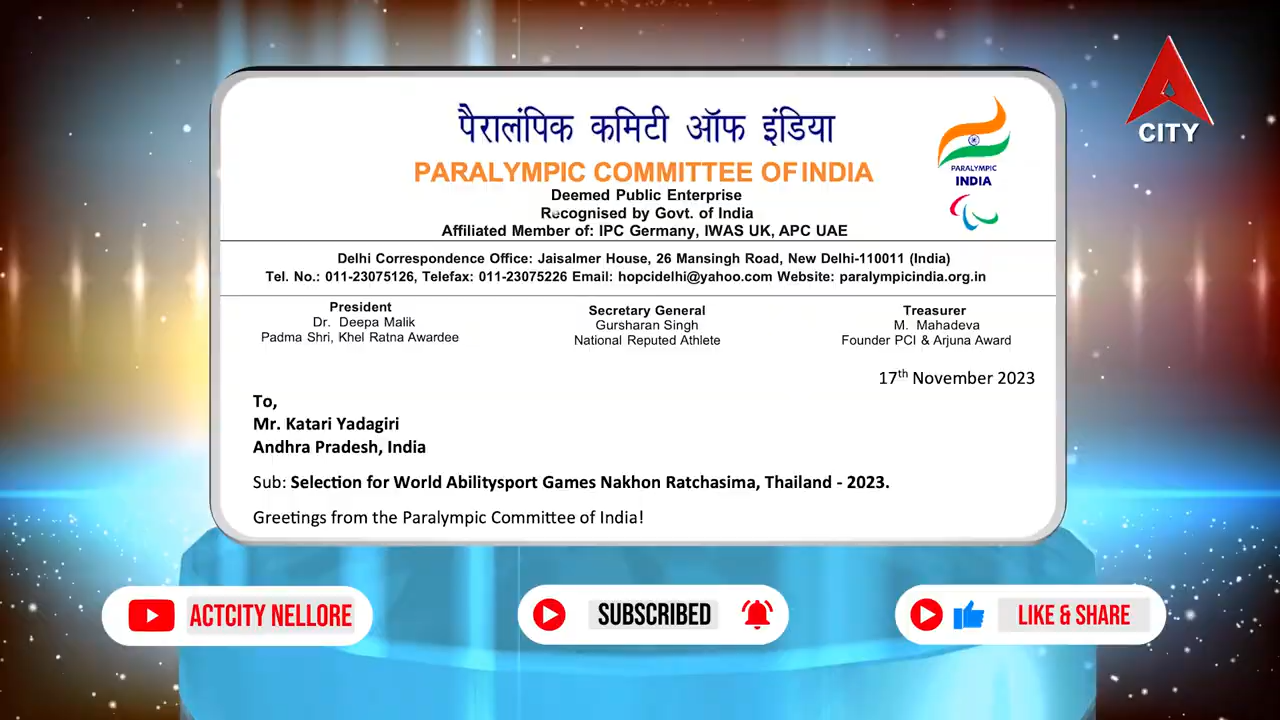 पैरालंपिक कमिटी ऑफ इंडिया
PARALYMPIC COMMITTEE OF INDIA
Deemed Public Enterprise
Recognised by Govt. of India
Affiliated Member of: IPC Germany, IWAS UK, APC UAE
PARALYMPIC
INDIA
CITY
Delhi Correspondence Office: Jaisalmer House, 26 Mansingh Road, New Delhi-110011 (India)
Tel. No.: 011-23075126, Telefax: 011-23075226 Email: hopcidelhi@yahoo.com Website: paralympicindia.org.in
President
Dr. Deepa Malik
Padma Shri, Khel Ratna Awardee
Secretary General
Gursharan Singh
National Reputed Athlete
Treasurer
M. Mahadeva
Founder PCI & Arjuna Award
17th November 2023
To,
Mr. Katari Yadagiri
Andhra Pradesh, India
Sub: Selection for World Abilitysport Games Nakhon Ratchasima, Thailand - 2023.
Greetings from the Paralympic Committee of India!
ACTCITY NELLORE
SUBSCRIBED
LIKE & SHARE